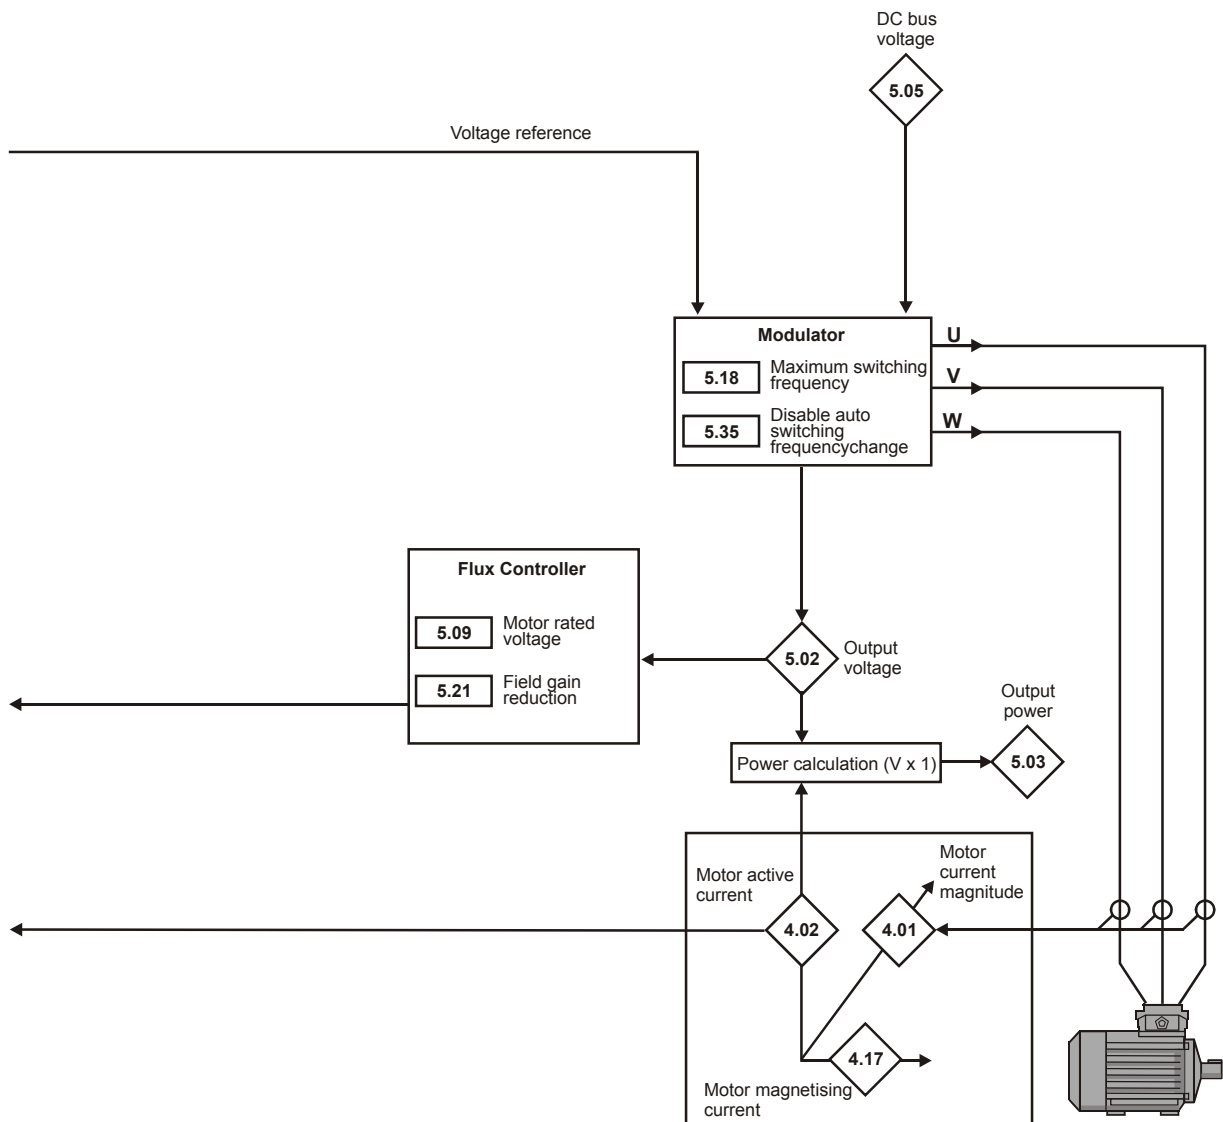 DC bus
voltage
5.05
Voltage reference
Modulator
5.18
Maximum switching
frequency
5.35
Disable auto
switching
frequencychange
U
V
W
Flux Controller
5.09
Motor rated
voltage
5.21
Field gain
reduction
5.02
Output
voltage
Output
power
Power calculation (V x 1)
5.03
Motor active
current
Motor
current
magnitude
4.02
4.01
4.17
Motor magnetising
current